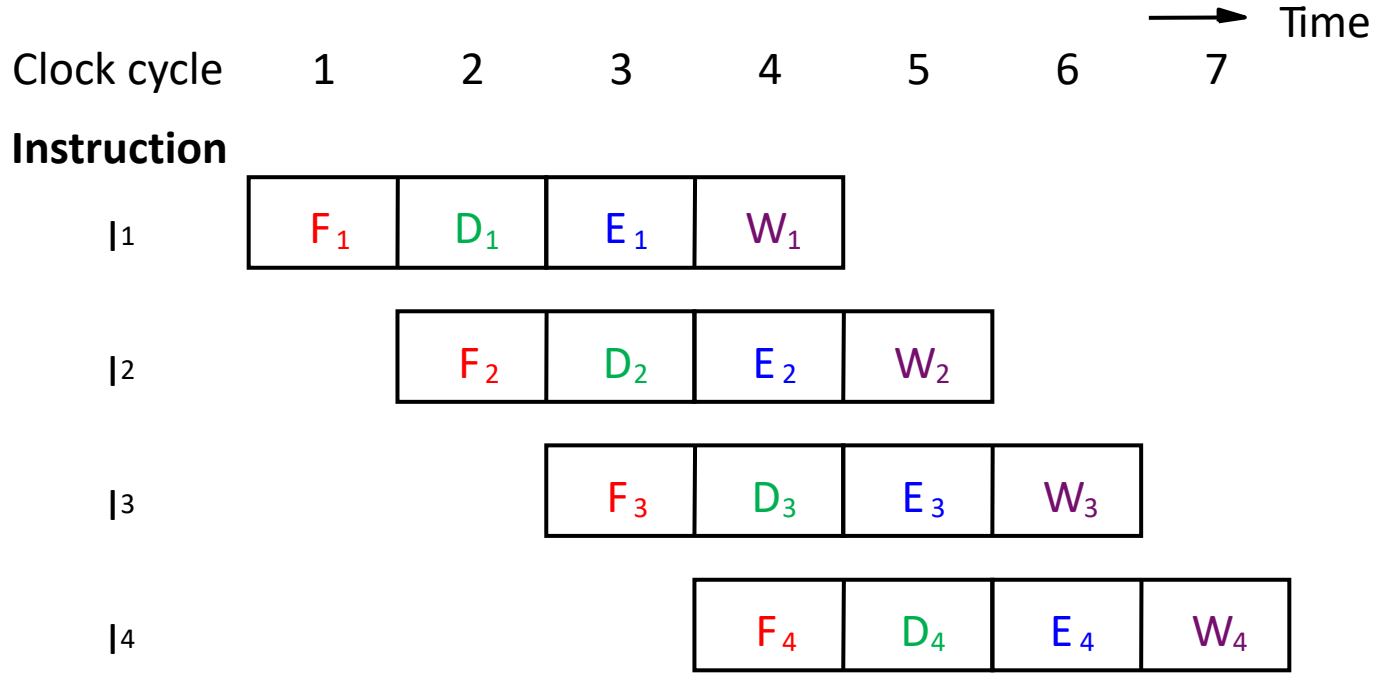 Time
Clock cycle 1 2 3 4 5 6 7
Instruction
I1 F1 D1 E1 W1
I2 F2 D2 E2 W2
I3 F3 D3 E3 W3
I4 F4 D4 E4 W4